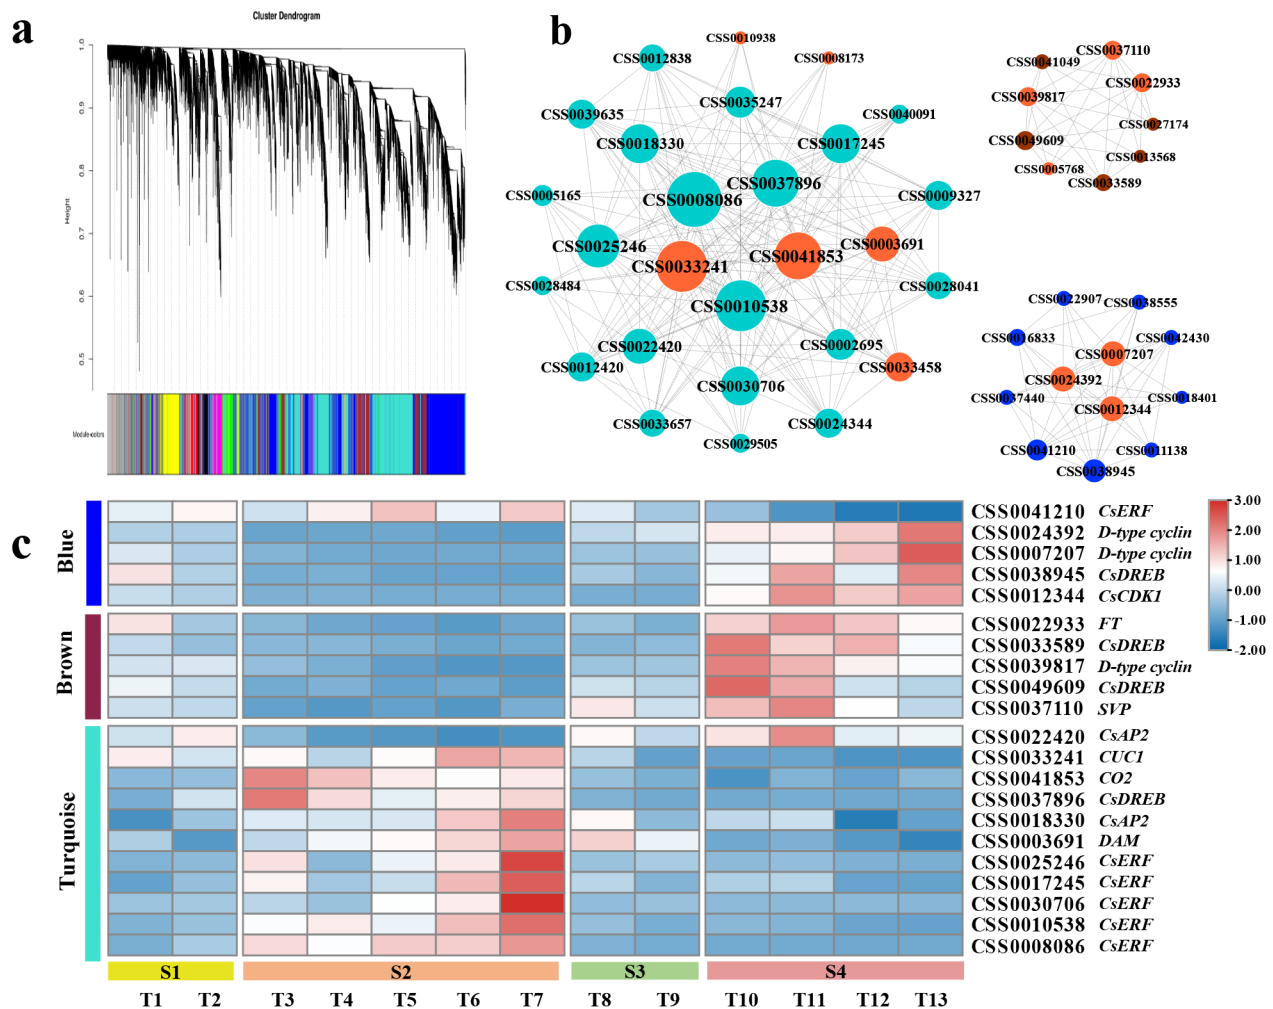 a
Cluster Dendrogram
1.0
0.9
0.8
0.7
0.6
0.5
Height
Module-colors
b
CSS0010938
CSS0012838
CSS0008173
CSS0035247
CSS0039635
CSS0040091
CSS0018330
CSS0017245
CSS0037896
CSS0008086
CSS0005165
CSS0009327
CSS0025246
CSS0003691
CSS0041853
CSS0033241
CSS0028484
CSS0028041
CSS0010538
CSS0022420
CSS0002695
CSS0012420
CSS0033458
CSS0030706
CSS0033657
CSS0024344
CSS0029505
CSS0037110
CSS0041049
CSS0022933
CSS0039817
CSS0027174
CSS0049609
CSS0013568
CSS0005768
CSS0033589
CSS0022907
CSS0038555
CSS0016833
CSS0042430
CSS0007207
CSS0024392
CSS0037440
CSS0018401
CSS0012344
CSS0041210
CSS0011138
CSS0038945
c
Blue
CSS0041210 CsERF
CSS0024392 D-type cyclin
CSS0007207 D-type cyclin
CSS0038945 CsDREB
CSS0012344 CsCDK1
Brown
CSS0022933 FT
CSS0033589 CsDREB
CSS0039817 D-type cyclin
CSS0049609 CsDREB
CSS0037110 SVP
Turquoise
CSS0022420 CsAP2
CSS0033241 CUC1
CSS0041853 CO2
CSS0037896 CsDREB
CSS0018330 CsAP2
CSS0003691 DAM
CSS0025246 CsERF
CSS0017245 CsERF
CSS0030706 CsERF
CSS0010538 CsERF
CSS0008086 CsERF
3.00
2.00
1.00
0.00
-1.00
-2.00
S1 S2 S3 S4
T1 T2 T3 T4 T5 T6 T7 T8 T9 T10 T11 T12 T13